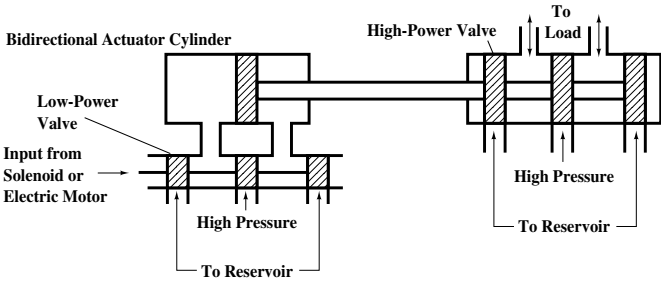 Bidirectional Actuator Cylinder
High-Power Valve
To
Load
Low-Power
Valve
Input from
Solenoid or
Electric Motor
High Pressure
To Reservoir
High Pressure
To Reservoir